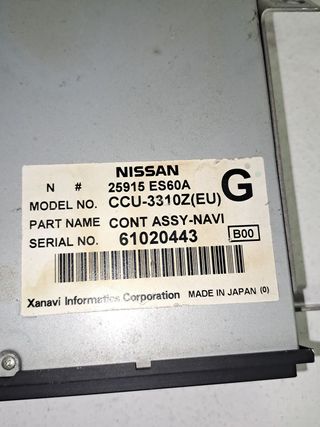 NISSAN
N # 25915 ES60A G
MODEL NO. CCU-3310Z(EU)
PART NAME CONT ASSY-NAVI
SERIAL NO. 61020443 B00
Xanavi Informatics Corporation MADE IN JAPAN (0)